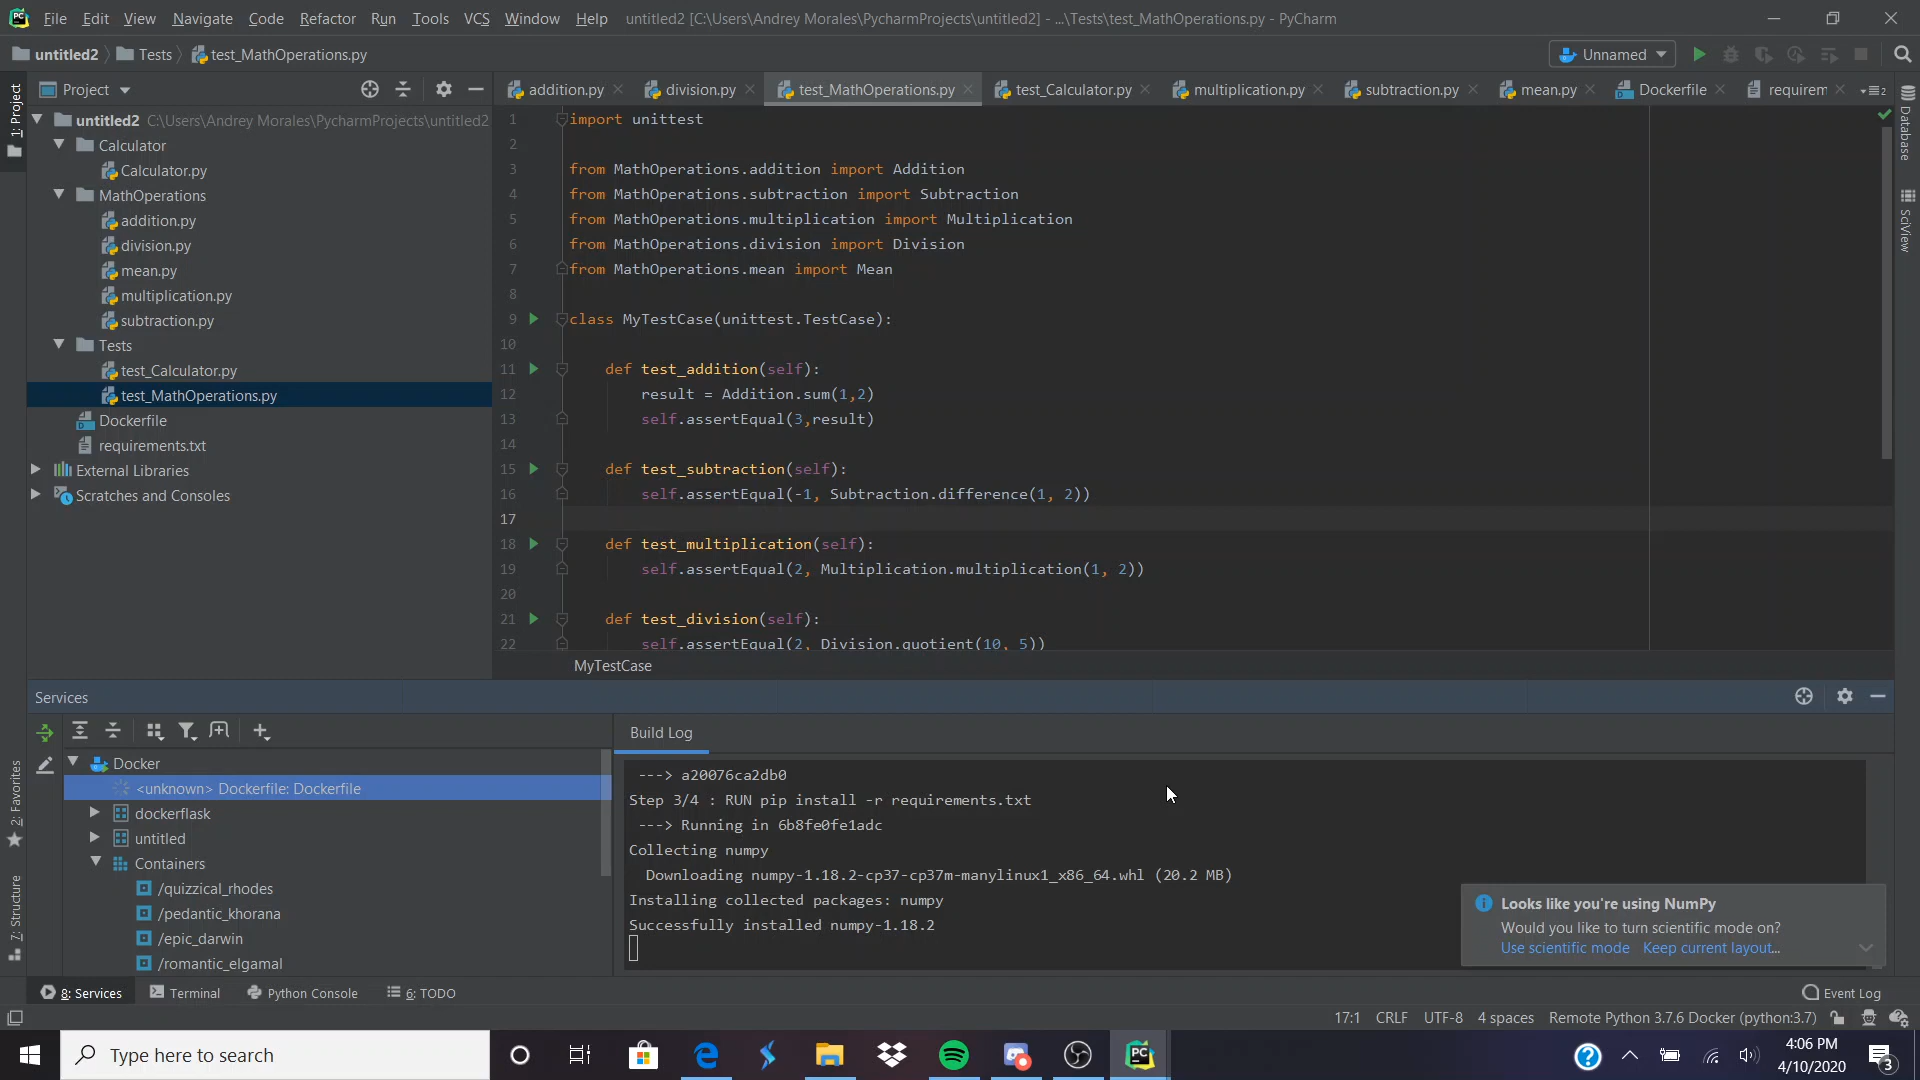 File Edit View Navigate Code Refactor Run Tools VCS Window Help untitled2 [C:\Users\Andrey Morales\PycharmProjects\untitled2] - ...\Tests\test_MathOperations.py - PyCharm
untitled2 Tests test_MathOperations.py Unnamed
1: Project
Project
untitled2 C:\Users\Andrey Morales\PycharmProjects\untitled2
Calculator
Calculator.py
MathOperations
addition.py
division.py
mean.py
multiplication.py
subtraction.py
Tests
test_Calculator.py
test_MathOperations.py
Dockerfile
requirements.txt
External Libraries
Scratches and Consoles
addition.py division.py test_MathOperations.py test_Calculator.py multiplication.py subtraction.py mean.py Dockerfile requirem 2
1 import unittest
2
3 from MathOperations.addition import Addition
4 from MathOperations.subtraction import Subtraction
5 from MathOperations.multiplication import Multiplication
6 from MathOperations.division import Division
7 from MathOperations.mean import Mean
8
9 class MyTestCase(unittest.TestCase):
10
11 def test_addition(self):
12 result = Addition.sum(1,2)
13 self.assertEqual(3,result)
14
15 def test_subtraction(self):
16 self.assertEqual(-1, Subtraction.difference(1, 2))
17
18 def test_multiplication(self):
19 self.assertEqual(2, Multiplication.multiplication(1, 2))
20
21 def test_division(self):
22 self.assertEqual(2, Division.quotient(10, 5))
MyTestCase
Database
SciView
2: Favorites
7: Structure
Services
Docker
<unknown> Dockerfile: Dockerfile
dockerflask
untitled
Containers
/quizzical_rhodes
/pedantic_khorana
/epic_darwin
/romantic_elgamal
Build Log
---> a20076ca2db0
Step 3/4 : RUN pip install -r requirements.txt
---> Running in 6b8fe0fe1adc
Collecting numpy
Downloading numpy-1.18.2-cp37-cp37m-manylinux1_x86_64.whl (20.2 MB)
Installing collected packages: numpy
Successfully installed numpy-1.18.2
Looks like you're using NumPy
Would you like to turn scientific mode on?
Use scientific mode Keep current layout...
8: Services Terminal Python Console 6: TODO Event Log
17:1 CRLF UTF-8 4 spaces Remote Python 3.7.6 Docker (python:3.7)
Type here to search
4:06 PM
4/10/2020
3